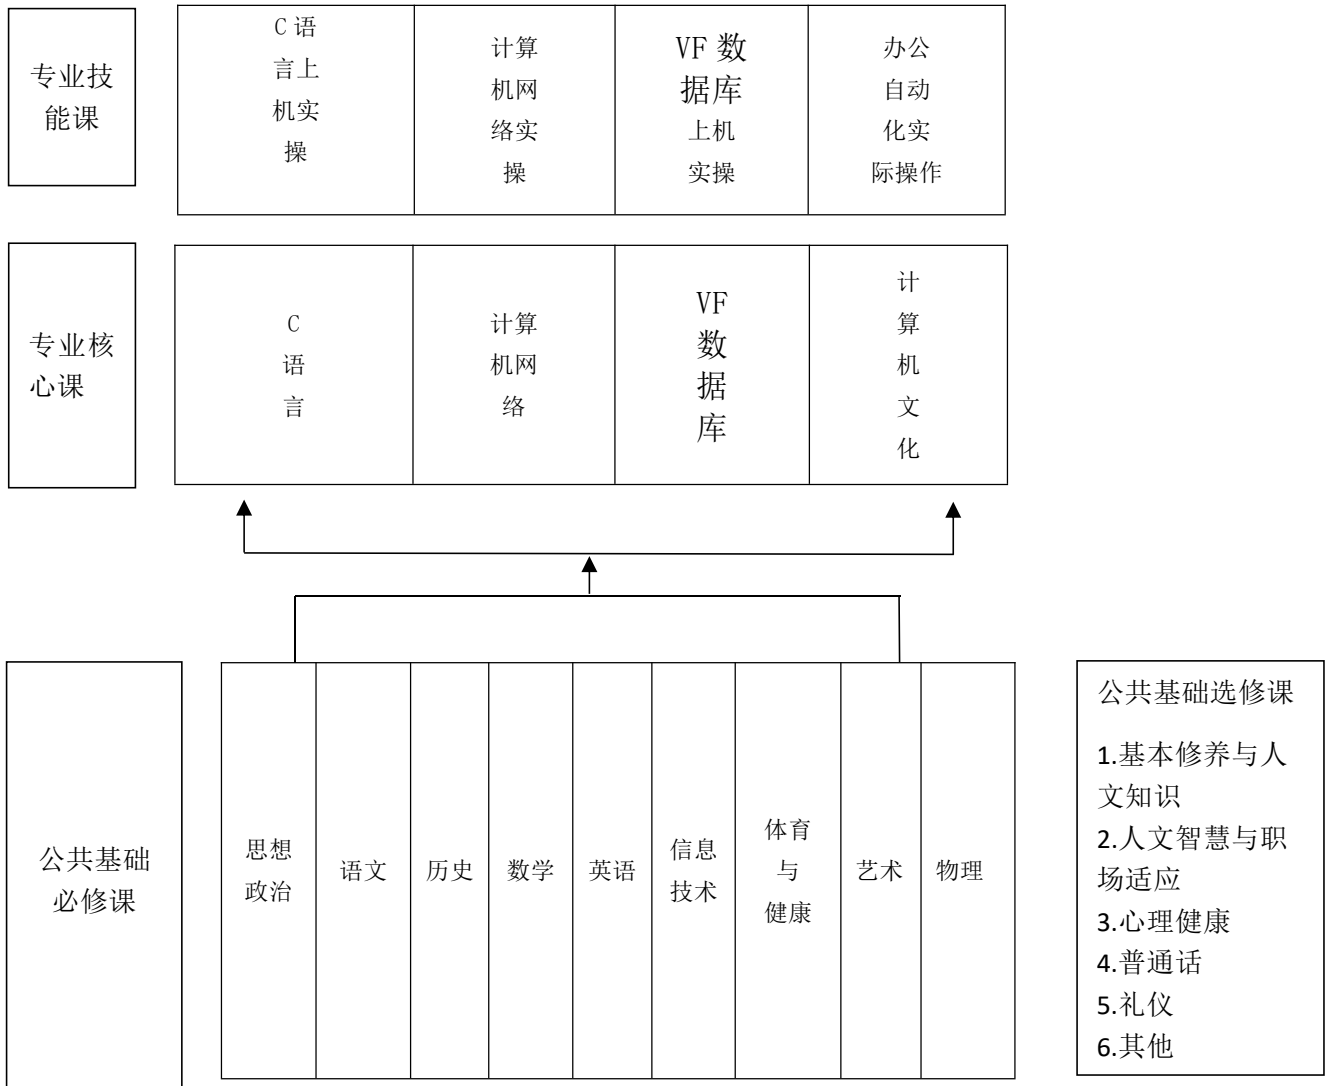 专业技
能课
C 语
言上
机实
操
计算
机网
络实
操
VF 数
据库
上机
实操
办公
自动
化实
际操作
专业核
心课
C
语
言
计算
机网
络
VF
数
据
库
计
算
机
文
化
公共基础
必修课
思想
政治
语文
历史
数学
英语
信息
技术
体育
与
健康
艺术
物理
公共基础选修课
1.基本修养与人
文知识
2.人文智慧与职
场适应
3.心理健康
4.普通话
5.礼仪
6.其他